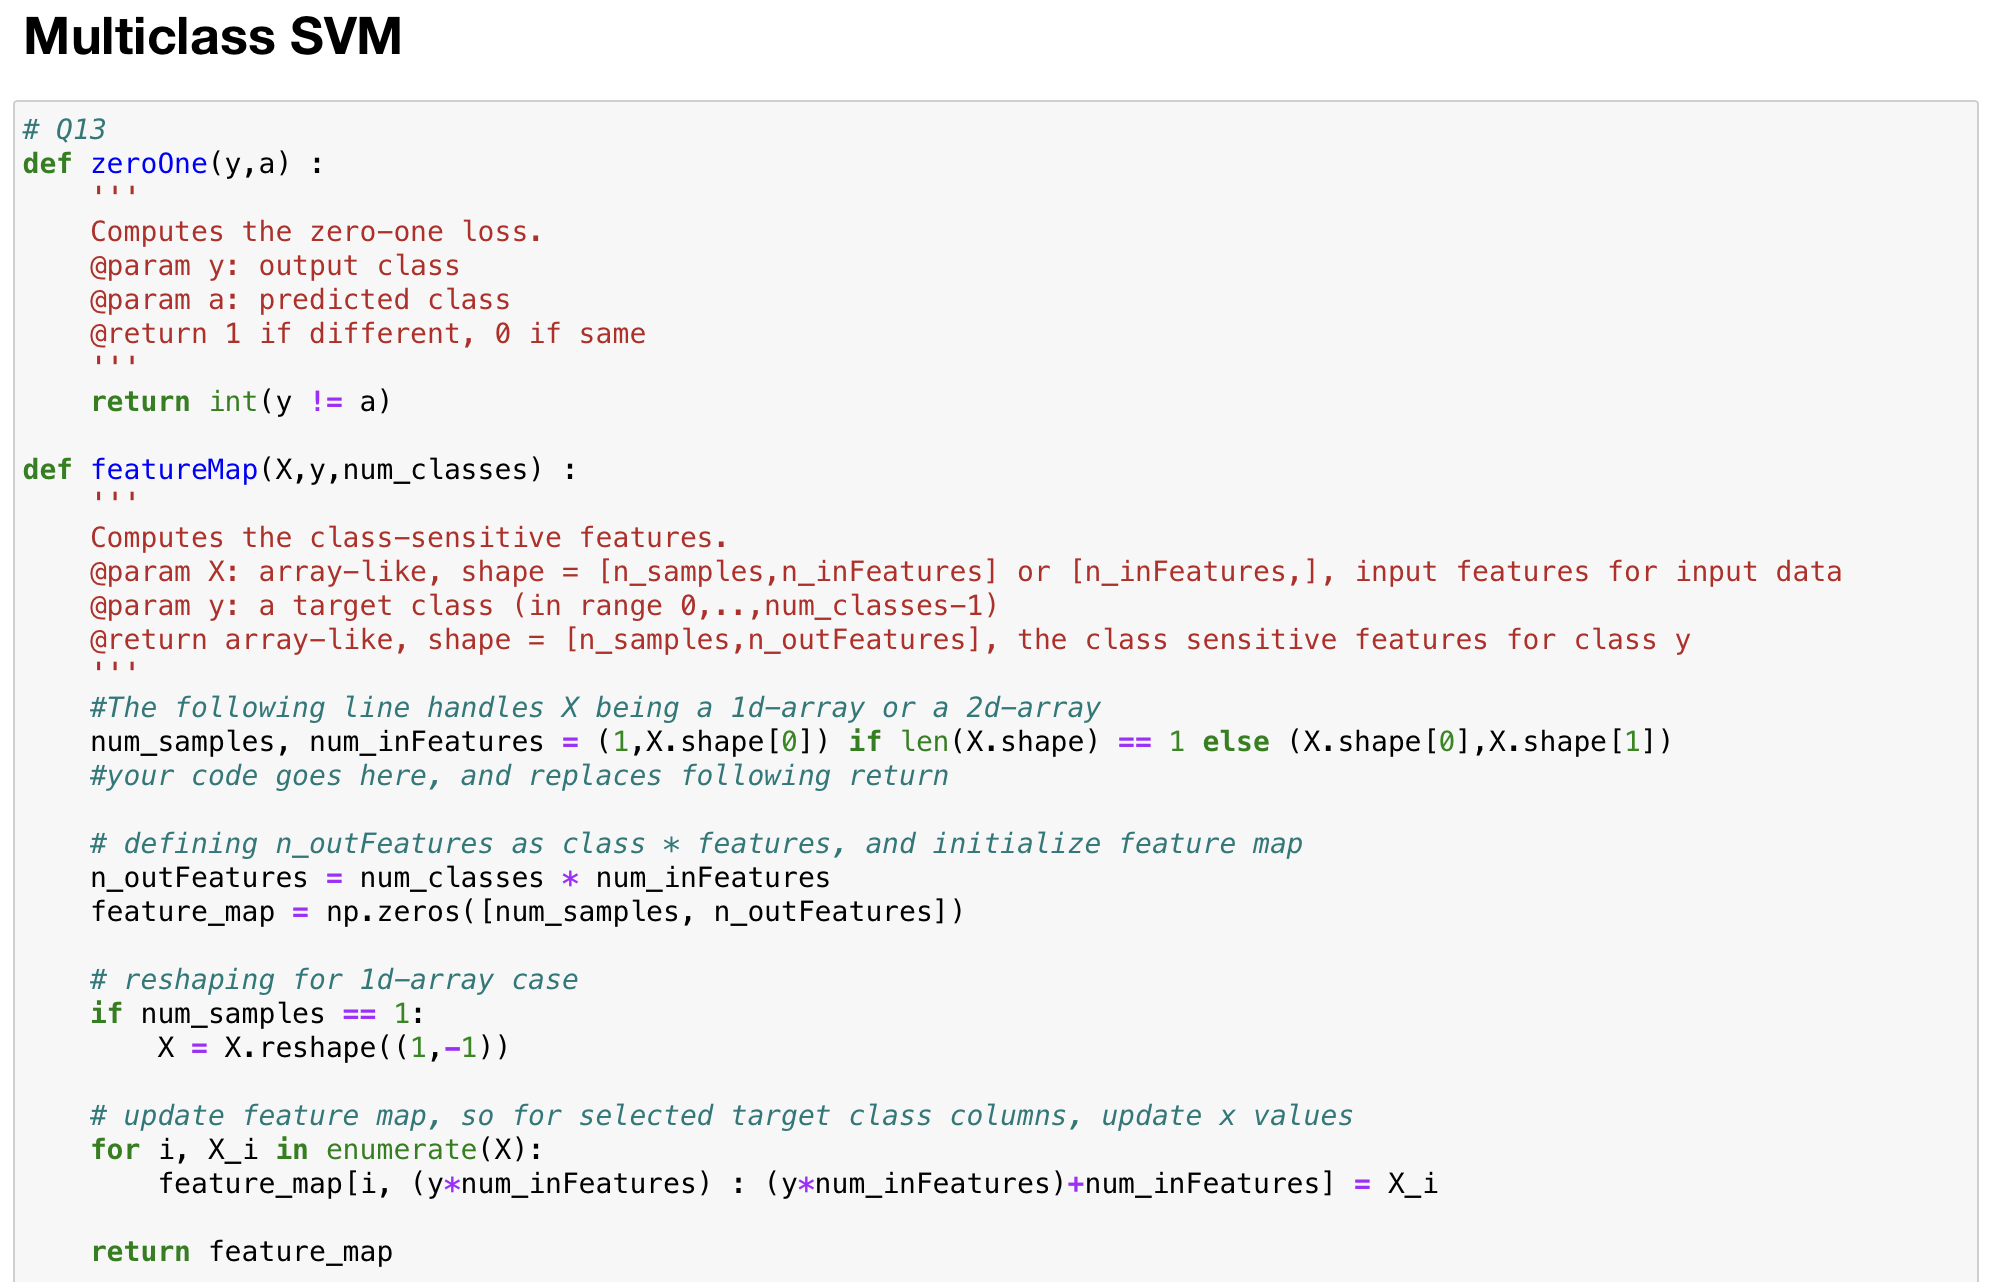 Multiclass SVM
# Q13
def zeroOne(y,a) :
    '''
    Computes the zero-one loss.
    @param y: output class
    @param a: predicted class
    @return 1 if different, 0 if same
    '''
    return int(y != a)
def featureMap(X,y,num_classes) :
    '''
    Computes the class-sensitive features.
    @param X: array-like, shape = [n_samples,n_inFeatures] or [n_inFeatures,], input features for input data
    @param y: a target class (in range 0,..,num_classes-1)
    @return array-like, shape = [n_samples,n_outFeatures], the class sensitive features for class y
    '''
    #The following line handles X being a 1d-array or a 2d-array
    num_samples, num_inFeatures = (1,X.shape[0]) if len(X.shape) == 1 else (X.shape[0],X.shape[1])
    #your code goes here, and replaces following return
    # defining n_outFeatures as class * features, and initialize feature map
    n_outFeatures = num_classes * num_inFeatures
    feature_map = np.zeros([num_samples, n_outFeatures])
    # reshaping for 1d-array case
    if num_samples == 1:
        X = X.reshape((1,-1))
    # update feature map, so for selected target class columns, update x values
    for i, X_i in enumerate(X):
        feature_map[i, (y*num_inFeatures) : (y*num_inFeatures)+num_inFeatures] = X_i
    return feature_map